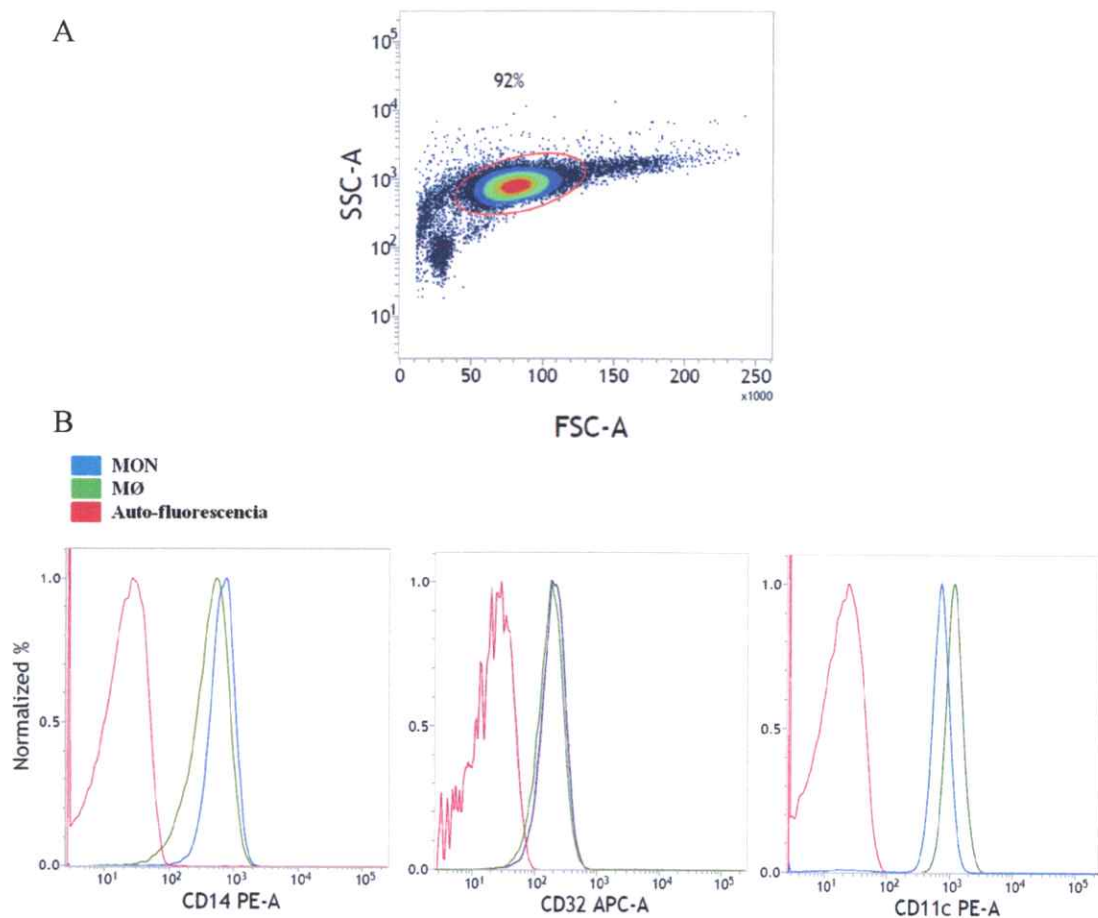 A
92%
SSC-A
10⁵
10⁴
10³
10²
10¹
0 50 100 150 200 250
x1000
FSC-A
B
MON
MØ
Auto-fluorescencia
Normalized %
1.0
0.5
0.0
10¹ 10² 10³ 10⁴ 10⁵
CD14 PE-A
1.0
0.5
0.0
10¹ 10² 10³ 10⁴ 10⁵
CD32 APC-A
1.0
0.5
0.0
10¹ 10² 10³ 10⁴ 10⁵
CD11c PE-A